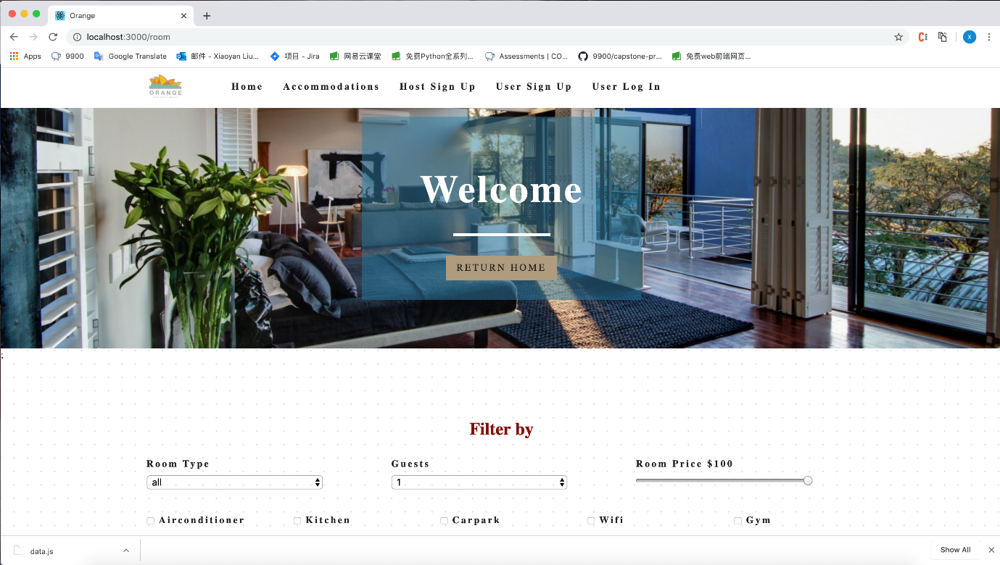 Orange
localhost:3000/room
X
Apps
9900
Google Translate
邮件 - Xiaoyan Liu...
项目 - Jira
网易云课堂
免费Python全系列...
Assessments | CO...
9900/capstone-pr...
免费web前端网页...
ORANGE
Home
Accommodations
Host Sign Up
User Sign Up
User Log In
Welcome
RETURN HOME
;
Filter by
Room Type
Guests
Room Price $100
all
1
Airconditioner
Kitchen
Carpark
Wifi
Gym
data.js
Show All